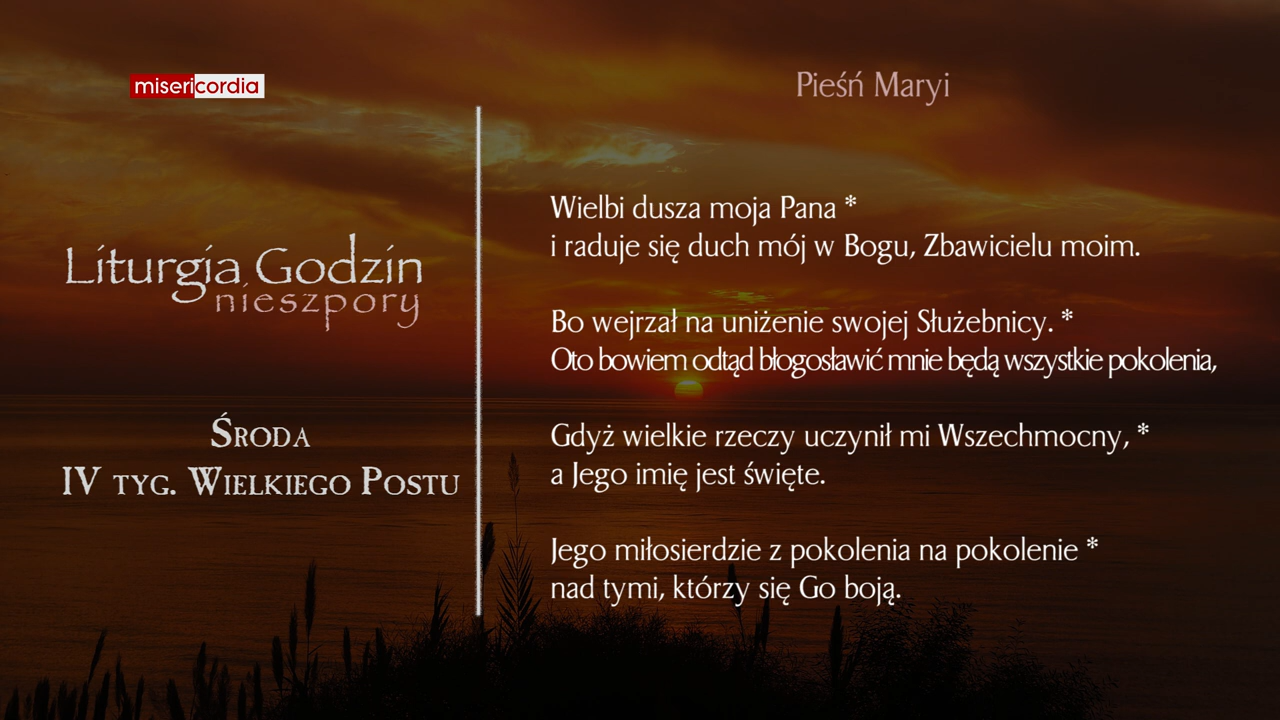 misericordia
Liturgia Godzin
nieszpory
Środa
IV tyg. Wielkiego Postu
Pieśń Maryi
Wielbi dusza moja Pana *
i raduje się duch mój w Bogu, Zbawicielu moim.
Bo wejrzał na uniżenie swojej Służebnicy. *
Oto bowiem odtąd błogosławić mnie będą wszystkie pokolenia,
Gdyż wielkie rzeczy uczynił mi Wszechmocny, *
a Jego imię jest święte.
Jego miłosierdzie z pokolenia na pokolenie *
nad tymi, którzy się Go boją.